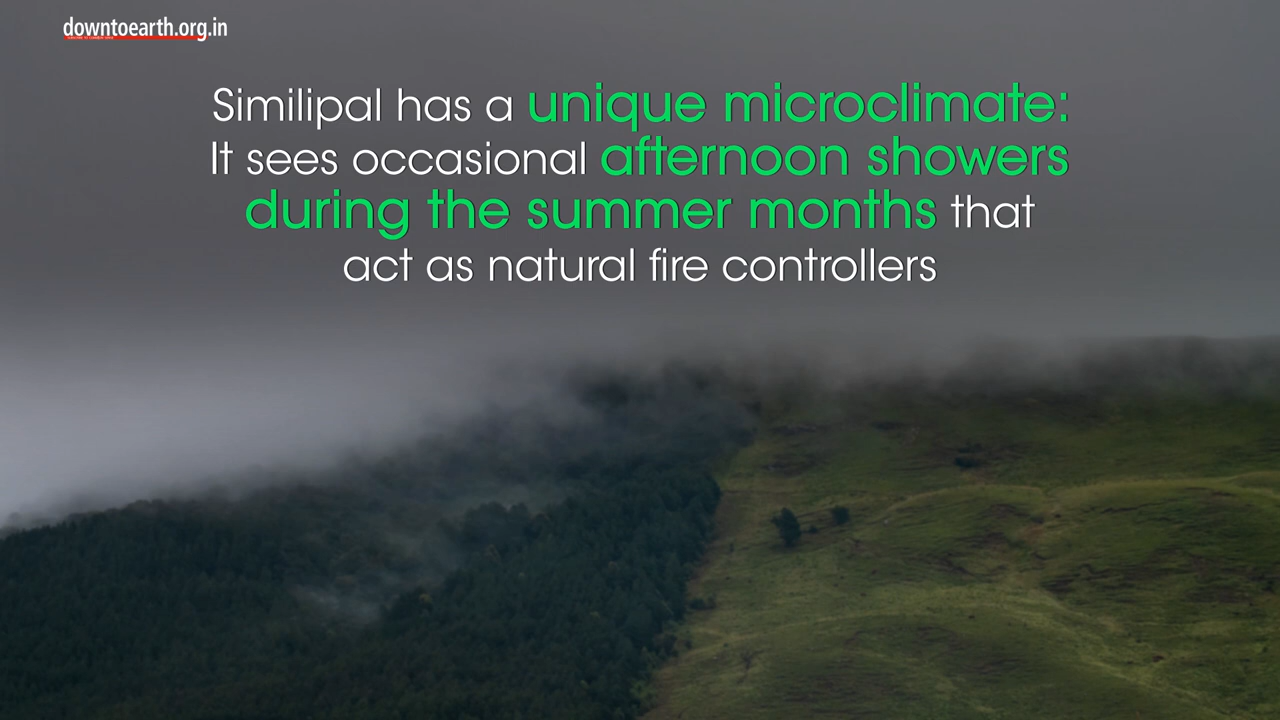 downtoearth.org.in
Similipal has a unique microclimate:
It sees occasional afternoon showers
during the summer months that
act as natural fire controllers